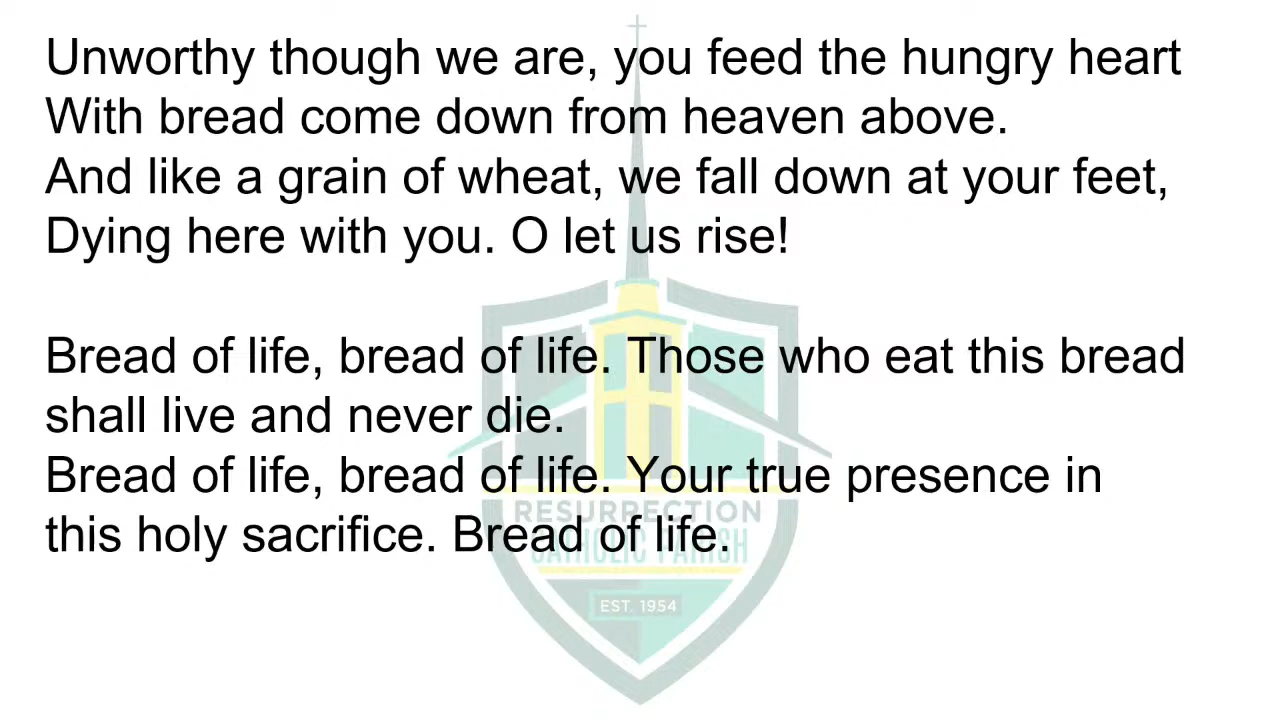 Unworthy though we are, you feed the hungry heart
With bread come down from heaven above.
And like a grain of wheat, we fall down at your feet,
Dying here with you. O let us rise!
Bread of life, bread of life. Those who eat this bread
shall live and never die.
Bread of life, bread of life. Your true presence in
this holy sacrifice. Bread of life.
RESURRECTION
CATHOLIC PARISH
EST. 1954